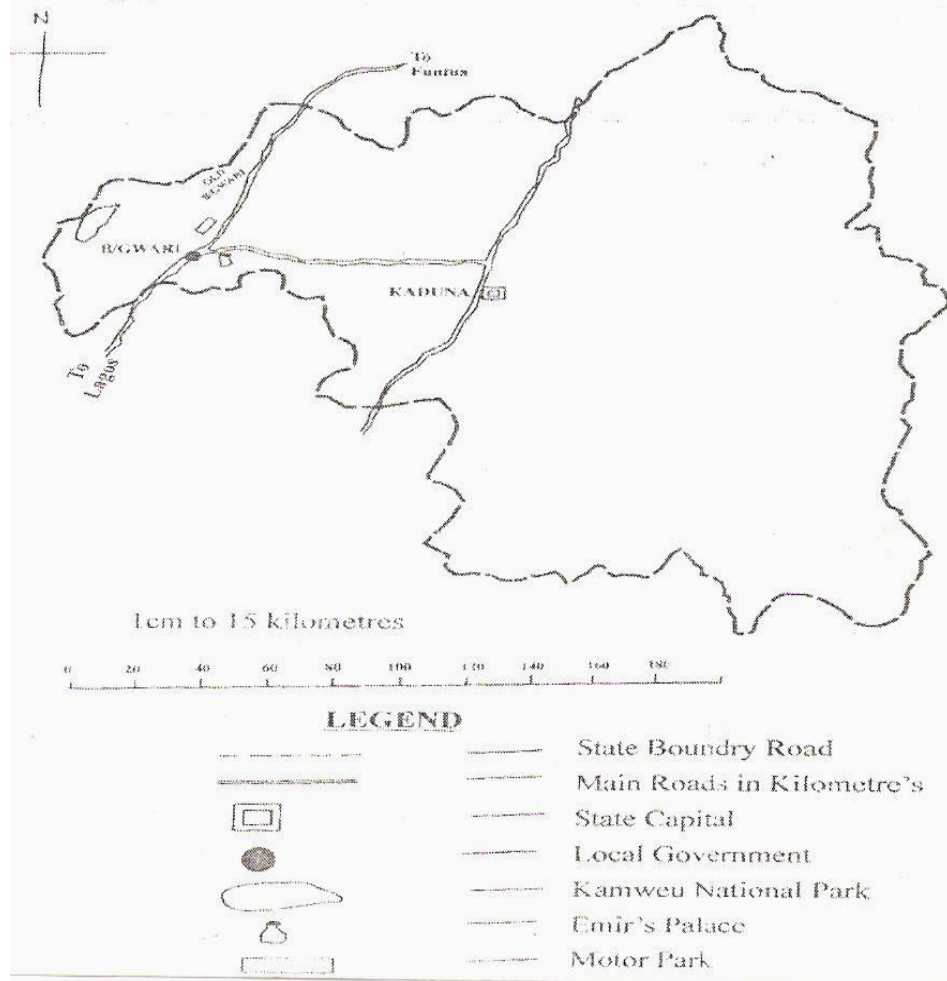 N
To
Funtua
OLD
B/GWARI
B/GWARI
KADUNA
To
Lagos
1cm to 15 kilometres
0 20 40 60 80 100 120 140 160 180
LEGEND
State Boundry Road
Main Roads in Kilometre's
State Capital
Local Government
Kamweu National Park
Emir's Palace
Motor Park